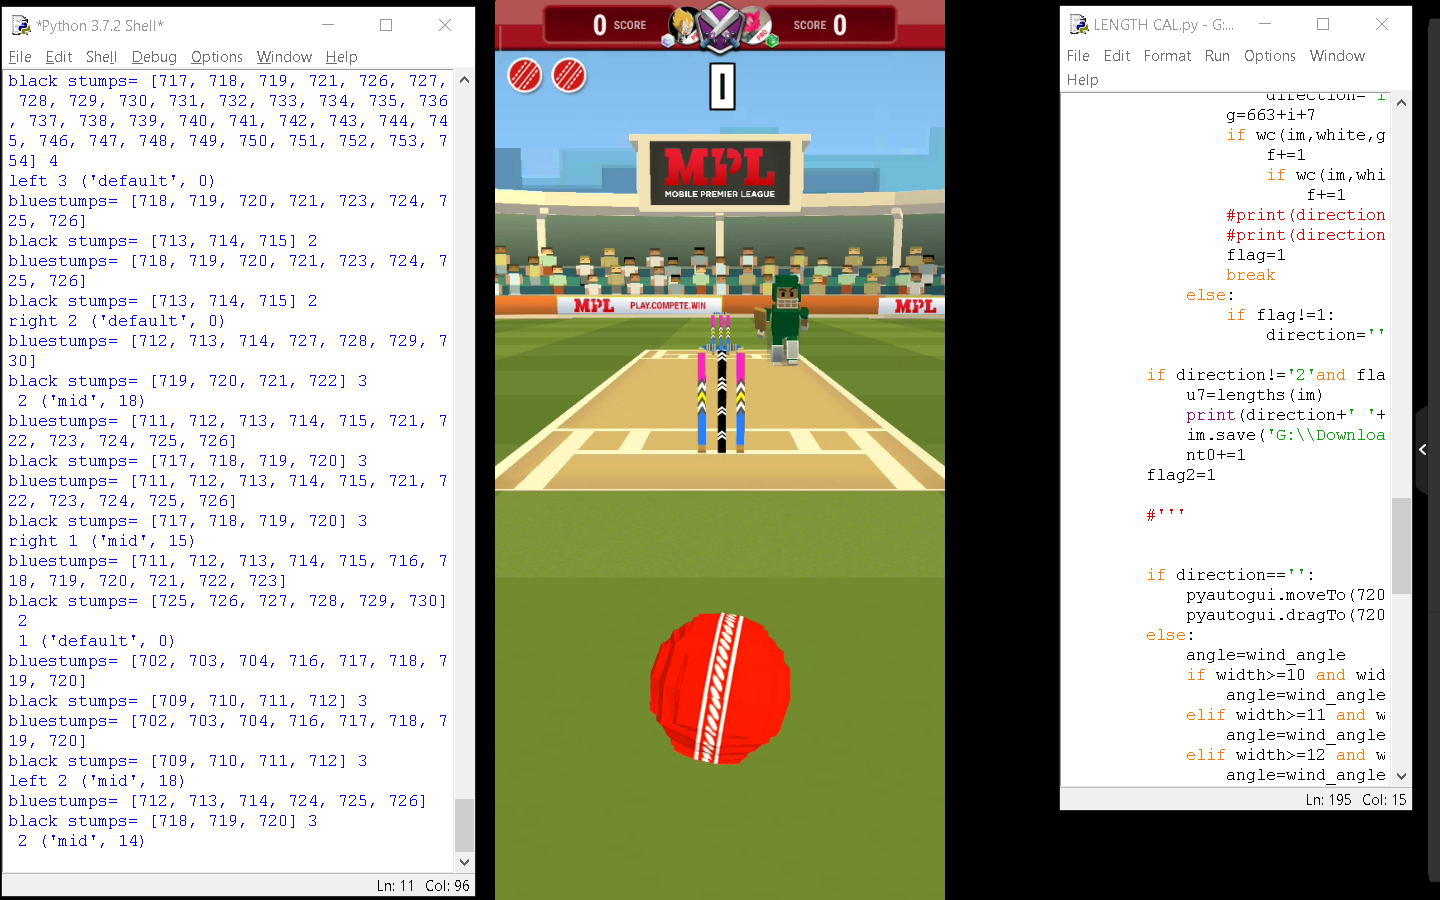 *Python 3.7.2 Shell*
File Edit Shell Debug Options Window Help
black stumps= [717, 718, 719, 721, 726, 727,
728, 729, 730, 731, 732, 733, 734, 735, 736
, 737, 738, 739, 740, 741, 742, 743, 744, 74
5, 746, 747, 748, 749, 750, 751, 752, 753, 7
54] 4
left 3 ('default', 0)
bluestumps= [718, 719, 720, 721, 723, 724, 7
25, 726]
black stumps= [713, 714, 715] 2
bluestumps= [718, 719, 720, 721, 723, 724, 7
25, 726]
black stumps= [713, 714, 715] 2
right 2 ('default', 0)
bluestumps= [712, 713, 714, 727, 728, 729, 7
30]
black stumps= [719, 720, 721, 722] 3
2 ('mid', 18)
bluestumps= [711, 712, 713, 714, 715, 721, 7
22, 723, 724, 725, 726]
black stumps= [717, 718, 719, 720] 3
bluestumps= [711, 712, 713, 714, 715, 721, 7
22, 723, 724, 725, 726]
black stumps= [717, 718, 719, 720] 3
right 1 ('mid', 15)
bluestumps= [711, 712, 713, 714, 715, 716, 7
18, 719, 720, 721, 722, 723]
black stumps= [725, 726, 727, 728, 729, 730]
2
1 ('default', 0)
bluestumps= [702, 703, 704, 716, 717, 718, 7
19, 720]
black stumps= [709, 710, 711, 712] 3
bluestumps= [702, 703, 704, 716, 717, 718, 7
19, 720]
black stumps= [709, 710, 711, 712] 3
left 2 ('mid', 18)
bluestumps= [712, 713, 714, 724, 725, 726]
black stumps= [718, 719, 720] 3
2 ('mid', 14)
Ln: 11 Col: 96
0 SCORE
SCORE 0
0
MPL
MOBILE PREMIER LEAGUE
MPL PLAY.COMPETE.WIN
MPL
LENGTH CAL.py - G:...
File Edit Format Run Options Window
Help
direction='i
g=663+i+7
if wc(im,white,g
f+=1
if wc(im,whi
f+=1
#print(direction
#print(direction
flag=1
break
else:
if flag!=1:
direction=''
if direction!='2'and fla
u7=lengths(im)
print(direction+' '+
im.save('G:\\Downloa
nt0+=1
flag2=1
#'''
if direction=='':
pyautogui.moveTo(720
pyautogui.dragTo(720
else:
angle=wind_angle
if width>=10 and wid
angle=wind_angle
elif width>=11 and w
angle=wind_angle
elif width>=12 and w
angle=wind_angle
Ln: 195 Col: 15